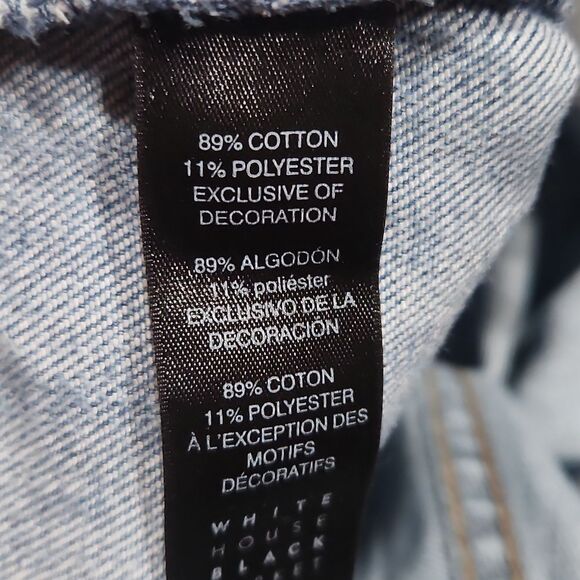 89% COTTON
11% POLYESTER
EXCLUSIVE OF
DECORATION
89% ALGODÓN
11% poliéster
EXCLUSIVO DE LA
DECORACIÓN
89% COTON
11% POLYESTER
À L'EXCEPTION DES
MOTIFS
DÉCORATIFS
WHITE
HOUSE
BLACK